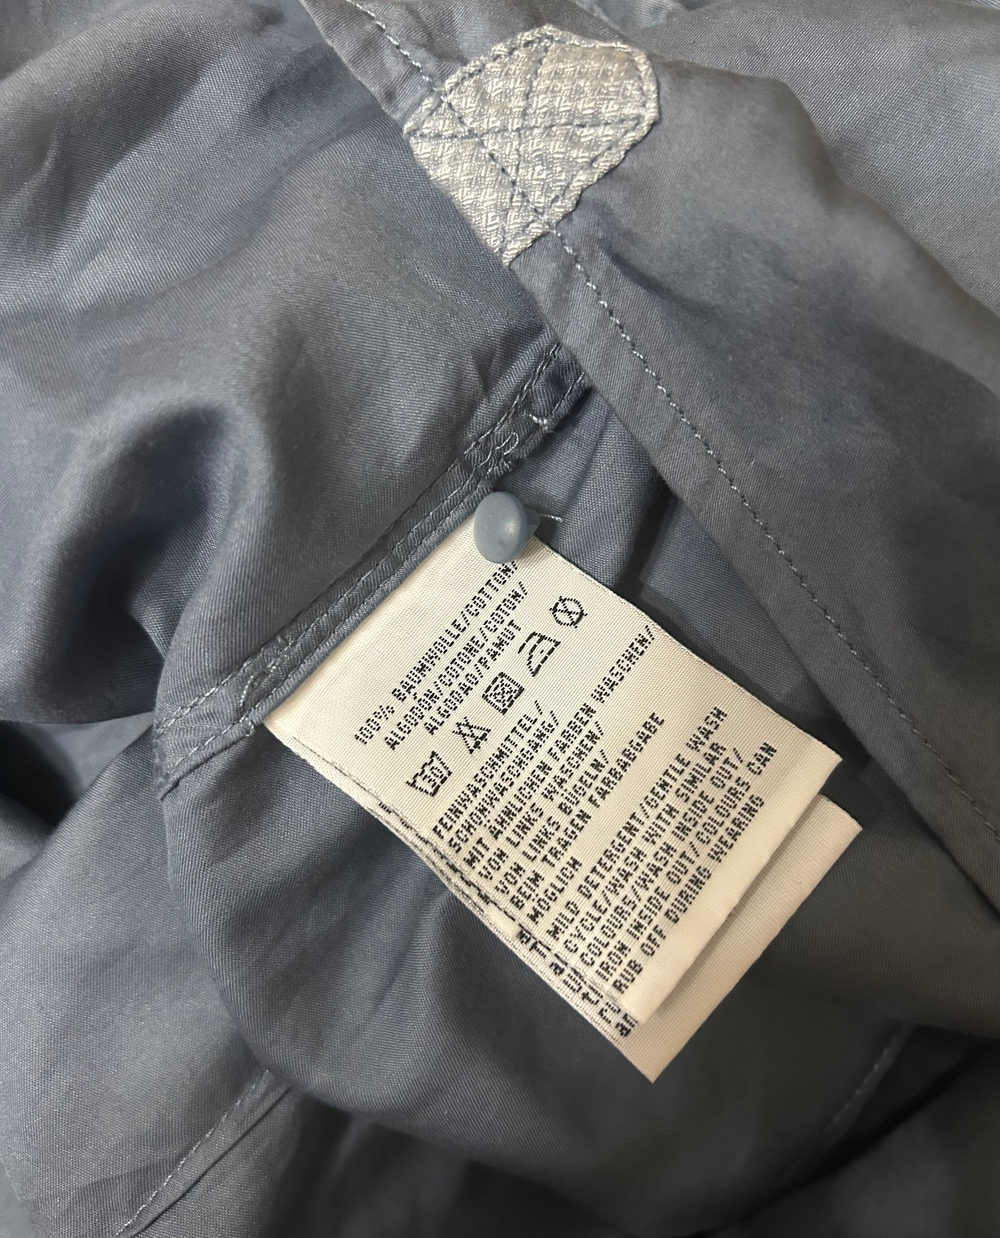 100% BAUMWOLLE/COTTON/
ALGODÓN/COTONE/COTON/
ALGODÃO/PAMUT
FEINWASCHMITTEL/
SCHONWASCHGANG/
MIT ÄHNLICHEN FARBEN WASCHEN/
VON LINKS WASCHEN/
VON LINKS BÜGELN/
BEIM TRAGEN FARBABGABE
MÖGLICH
MILD DETERGENT/GENTLE WASH
CYCLE/WASH WITH SIMILAR
COLOURS/WASH INSIDE OUT/
IRON INSIDE OUT/COLOURS CAN
RUB OFF DURING WEARING